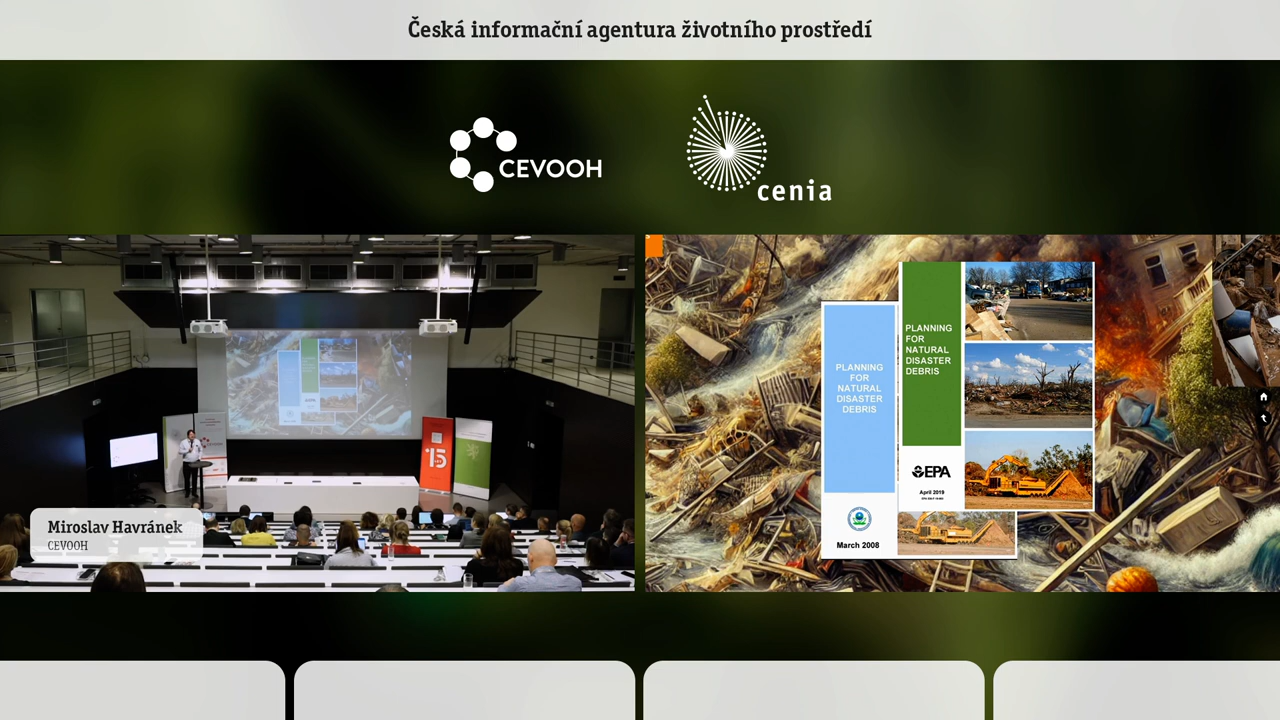 Česká informační agentura životního prostředí
CEVOOH
cenia
15
Miroslav Havránek
CEVOOH
PLANNING
FOR
NATURAL
DISASTER
DEBRIS
March 2008
PLANNING
FOR
NATURAL
DISASTER
DEBRIS
EPA
April 2019